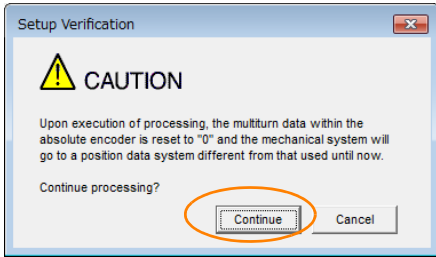 Setup Verification
CAUTION
Upon execution of processing, the multiturn data within the
absolute encoder is reset to "0" and the mechanical system will
go to a position data system different from that used until now.
Continue processing?
Continue Cancel